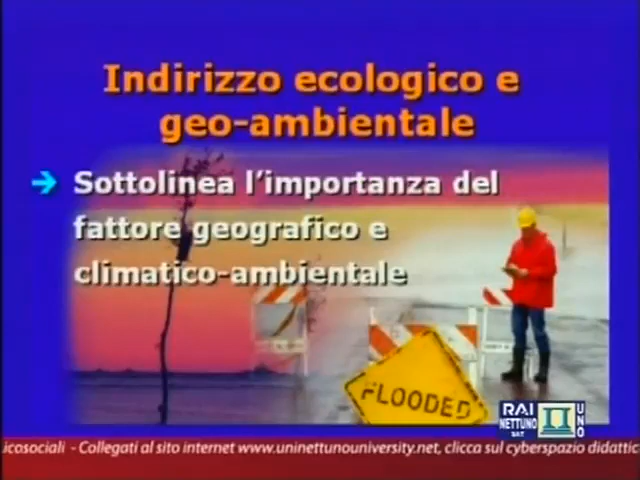 Indirizzo ecologico e
geo-ambientale
Sottolinea l'importanza del
fattore geografico e
climatico-ambientale
FLOODED
RAI
NETTUNO
SAT
UNO
icosociali - Collegati al sito internet www.uninettunouniversity.net, clicca sul cyberspazio didattic